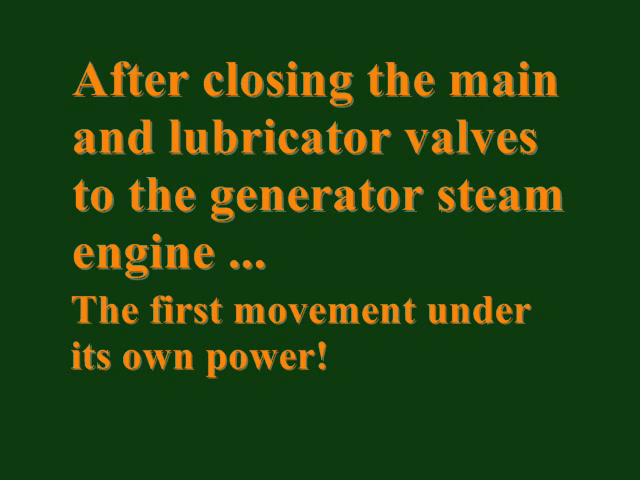 After closing the main
and lubricator valves
to the generator steam
engine ...
The first movement under
its own power!